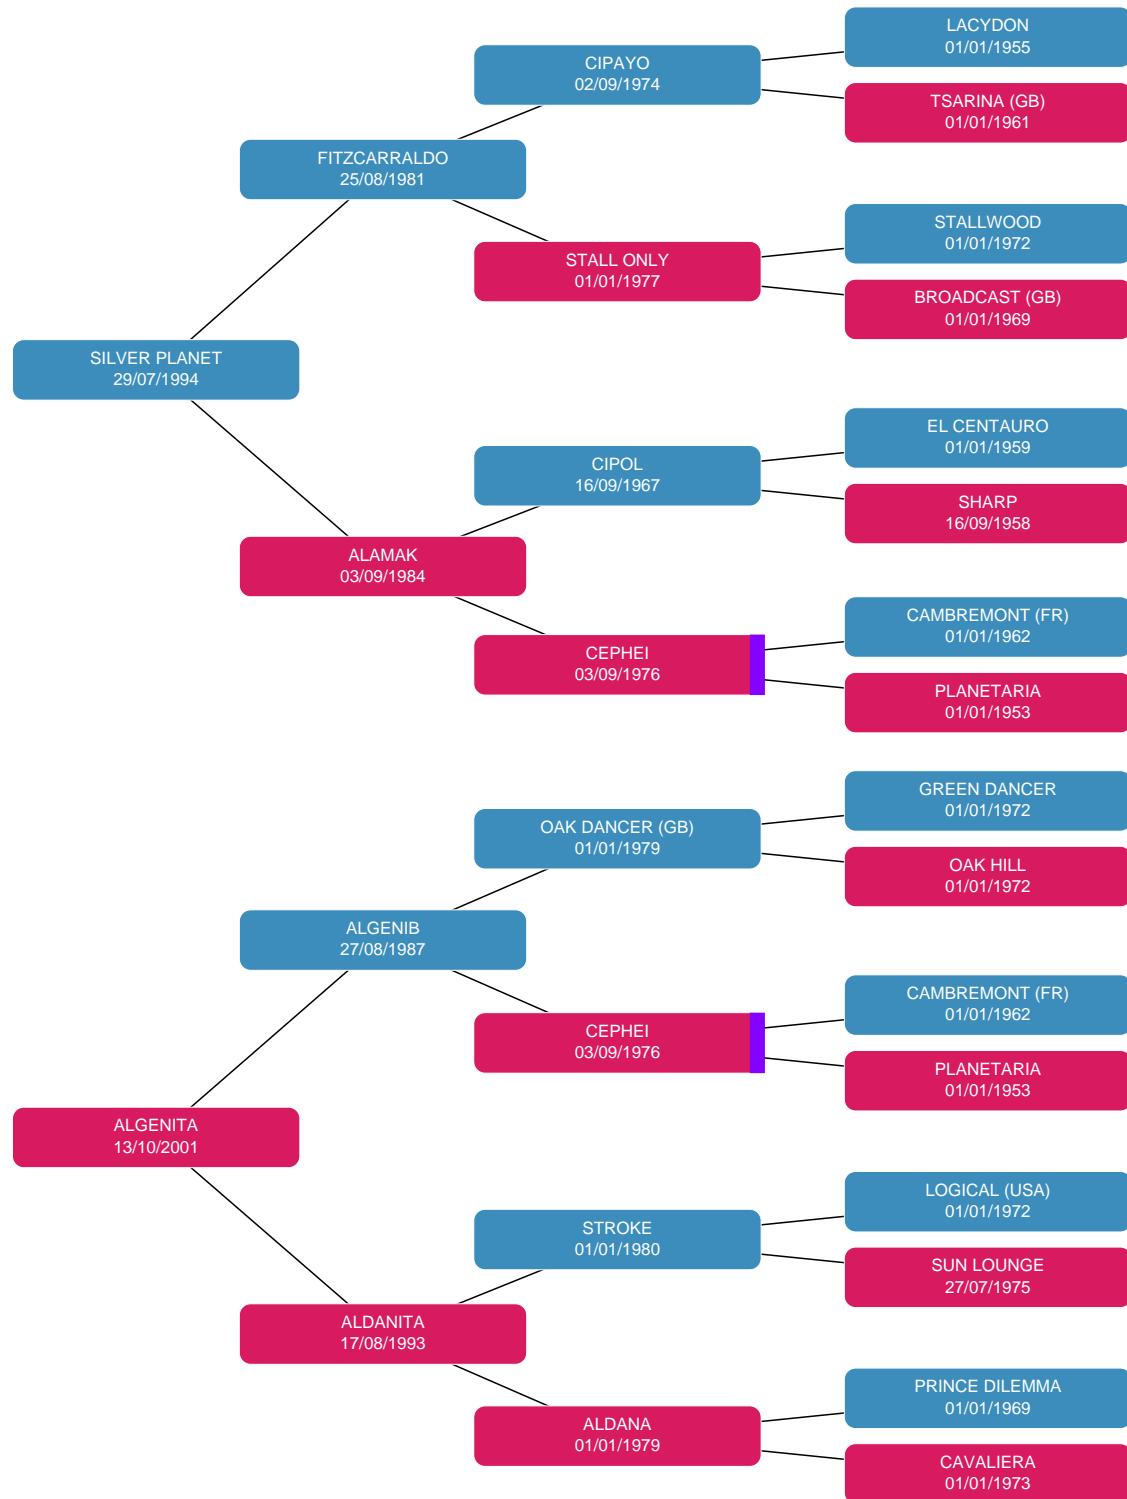 LACYDON
01/01/1955
CIPAYO
02/09/1974
TSARINA (GB)
01/01/1961
FITZCARRALDO
25/08/1981
STALLWOOD
01/01/1972
STALL ONLY
01/01/1977
BROADCAST (GB)
01/01/1969
SILVER PLANET
29/07/1994
EL CENTAURO
01/01/1959
CIPOL
16/09/1967
SHARP
16/09/1958
ALAMAK
03/09/1984
CAMBREMONT (FR)
01/01/1962
CEPHEI
03/09/1976
PLANETARIA
01/01/1953
GREEN DANCER
01/01/1972
OAK DANCER (GB)
01/01/1979
OAK HILL
01/01/1972
ALGENIB
27/08/1987
CAMBREMONT (FR)
01/01/1962
CEPHEI
03/09/1976
PLANETARIA
01/01/1953
ALGENITA
13/10/2001
LOGICAL (USA)
01/01/1972
STROKE
01/01/1980
SUN LOUNGE
27/07/1975
ALDANITA
17/08/1993
PRINCE DILEMMA
01/01/1969
ALDANA
01/01/1979
CAVALIERA
01/01/1973